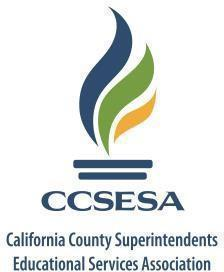 CCSESA
California County Superintendents
Educational Services Association